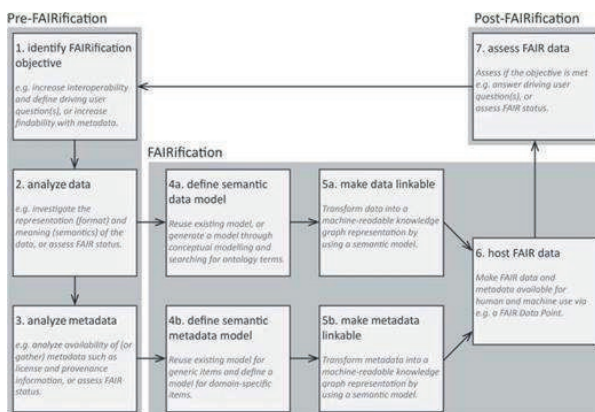 Pre-FAIRification
Post-FAIRification
1. identify FAIRification
objective
e.g. increase interoperability
and define driving user
question(s), or increase
findability with metadata.
7. assess FAIR data
Assess if the objective is met
e.g. answer driving user
question(s), or
assess FAIR status.
FAIRification
2. analyze data
e.g. investigate the
representation (format) and
meaning (semantics) of the
data, or assess FAIR status.
4a. define semantic
data model
Reuse existing model, or
generate a model through
conceptual modelling and
searching for ontology terms.
5a. make data linkable
Transform data into a
machine-readable knowledge
graph representation by
using a semantic model.
6. host FAIR data
Make FAIR data and
metadata available for
human and machine use via
e.g. a FAIR Data Point.
3. analyze metadata
e.g. analyze availability of (or
gather) metadata such as
license and provenance
information, or assess FAIR
status.
4b. define semantic
metadata model
Reuse existing model for
generic items and define a
model for domain-specific
items.
5b. make metadata
linkable
Transform metadata into a
machine-readable knowledge
graph representation by
using a semantic model.